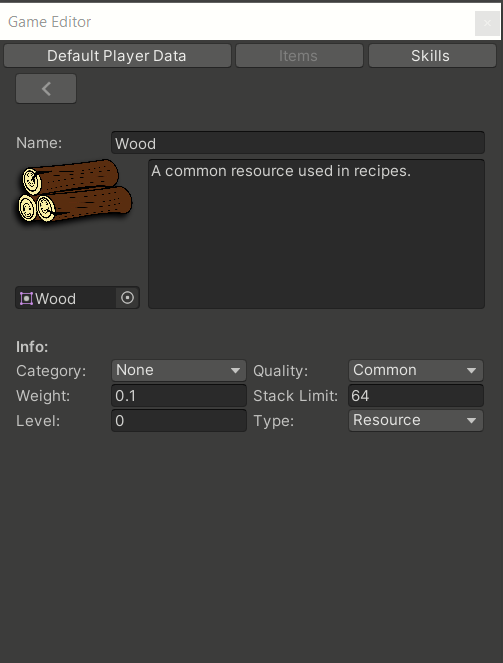 Game Editor
Default Player Data Items Skills
Name: Wood
A common resource used in recipes.
Wood
Info:
Category: None Quality: Common
Weight: 0.1 Stack Limit: 64
Level: 0 Type: Resource